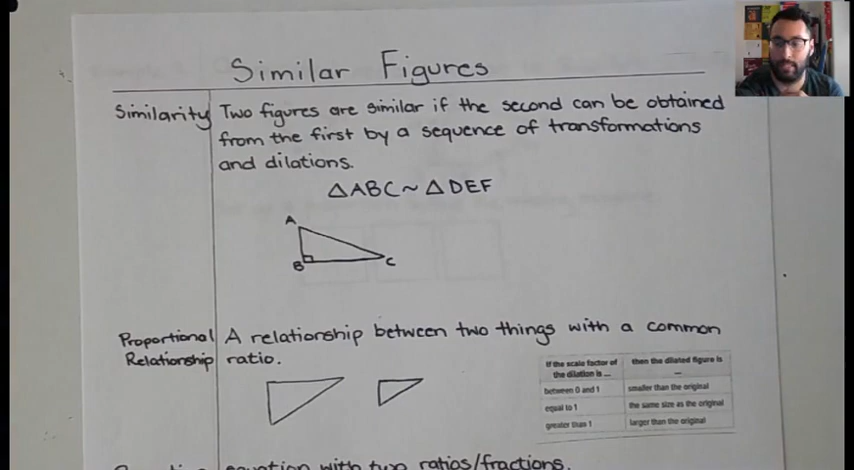 Similar Figures
Similarity Two figures are similar if the second can be obtained
from the first by a sequence of transformations
and dilations.
△ABC ~ △DEF
A
B C
Proportional A relationship between two things with a common
Relationship ratio.
If the scale factor of the dilation is ... then the dilated figure is ...
between 0 and 1 smaller than the original
equal to 1 the same size as the original
greater than 1 larger than the original
equation with two ratios/fractions.